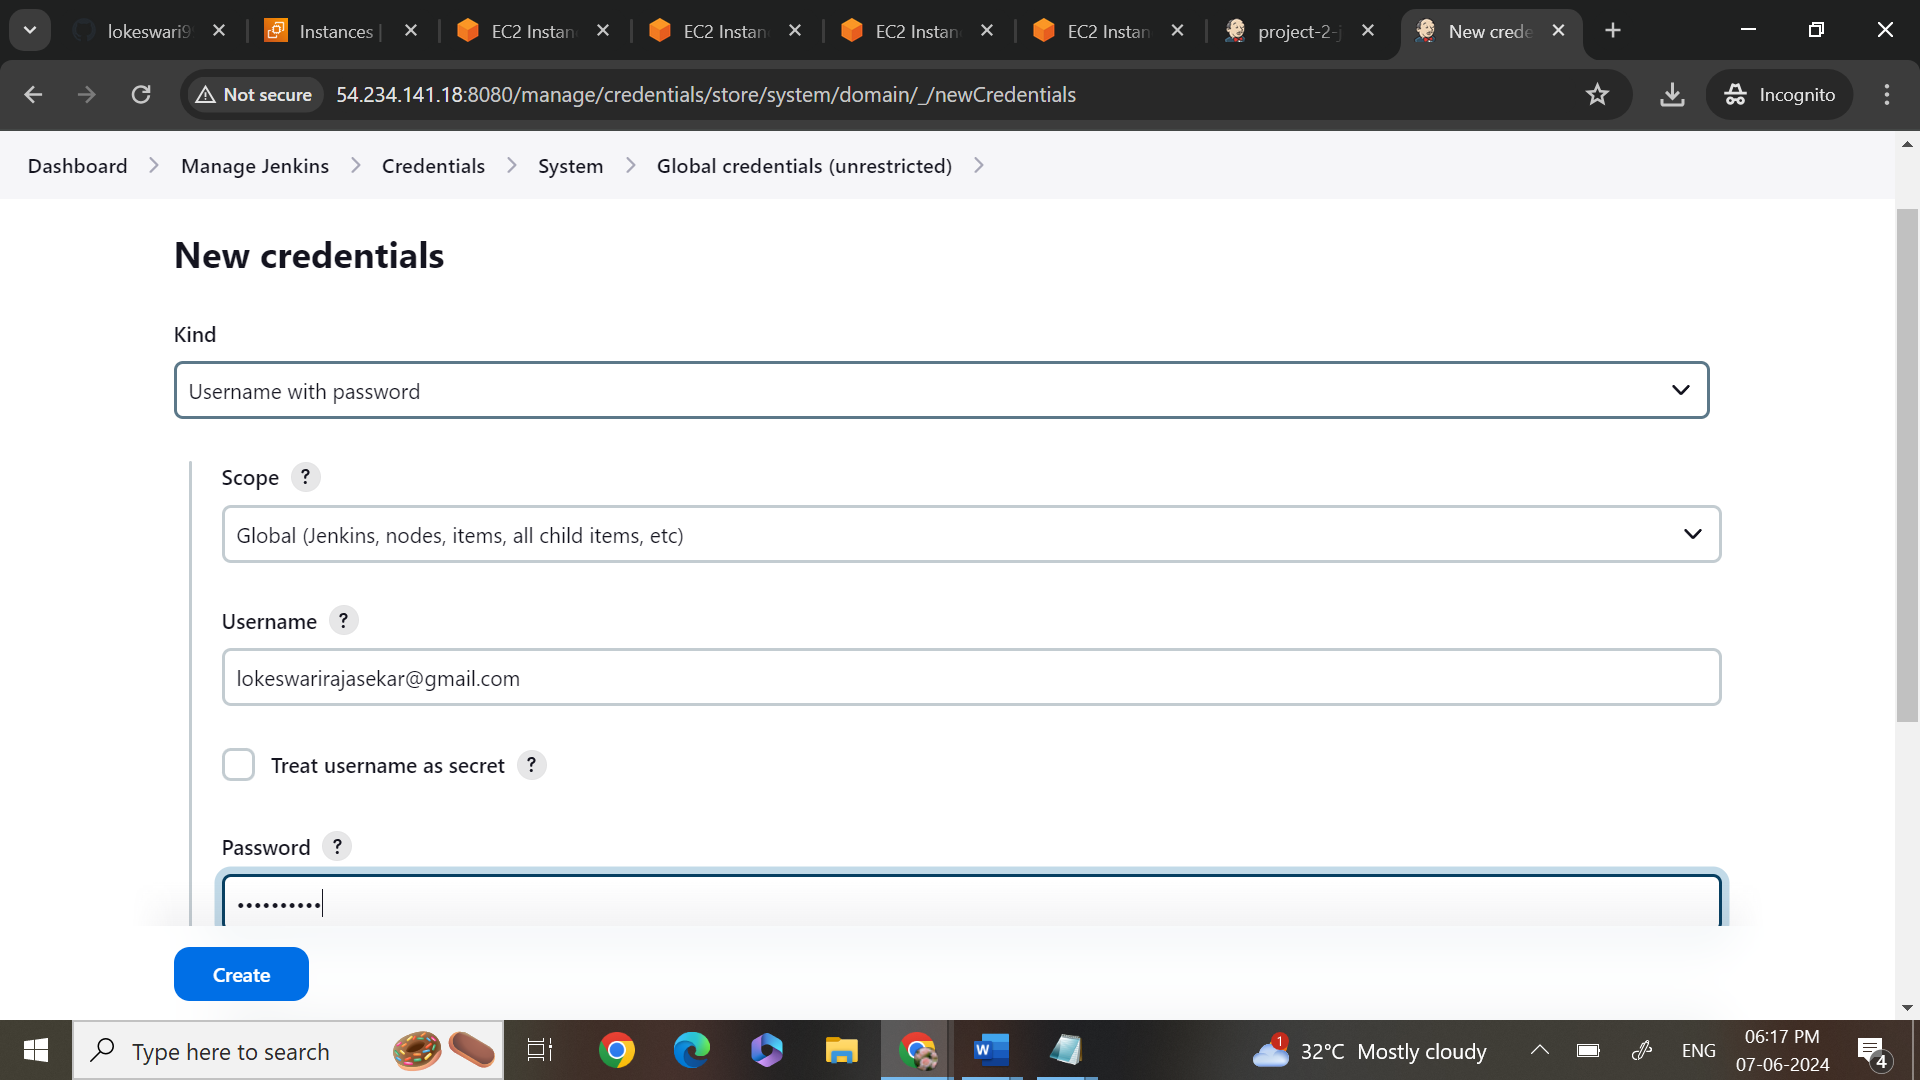 lokeswari9
Instances |
EC2 Instan
EC2 Instan
EC2 Instan
EC2 Instan
project-2-j
New crede
Not secure
54.234.141.18:8080/manage/credentials/store/system/domain/_/newCredentials
Incognito
Dashboard
Manage Jenkins
Credentials
System
Global credentials (unrestricted)
New credentials
Kind
Username with password
Scope ?
Global (Jenkins, nodes, items, all child items, etc)
Username ?
lokeswarirajasekar@gmail.com
Treat username as secret ?
Password ?
••••••••••
Create
Type here to search
W
1
32°C Mostly cloudy
ENG
06:17 PM
07-06-2024
4